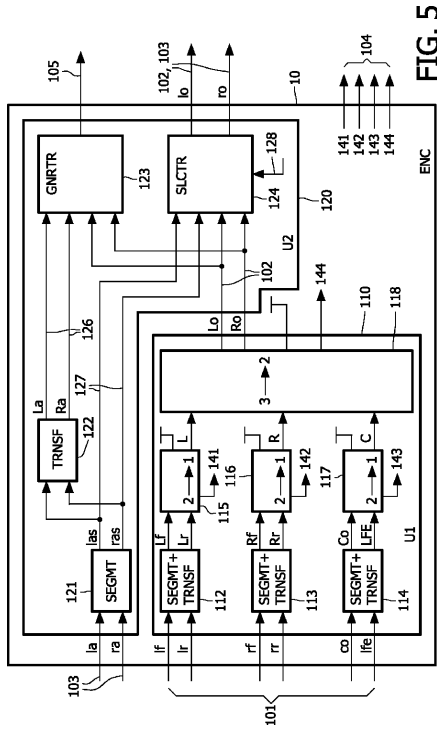 FIG. 5
105
102, 103
lo
ro
10
141
142
143
144
104
ENC
GNRTR
123
SLCTR
124
128
120
U2
126
La
Ra
127
102
Lo
Ro
144
TRNSF
122
las
ras
121
SEGMT
103
la
ra
110
118
3 → 2
L
R
C
2 → 1
115
141
116
2 → 1
142
117
2 → 1
143
Lf
Lr
Rf
Rr
Co
LFE
U1
SEGMT+
TRNSF
112
SEGMT+
TRNSF
113
SEGMT+
TRNSF
114
lf
lr
rf
rr
co
lfe
101